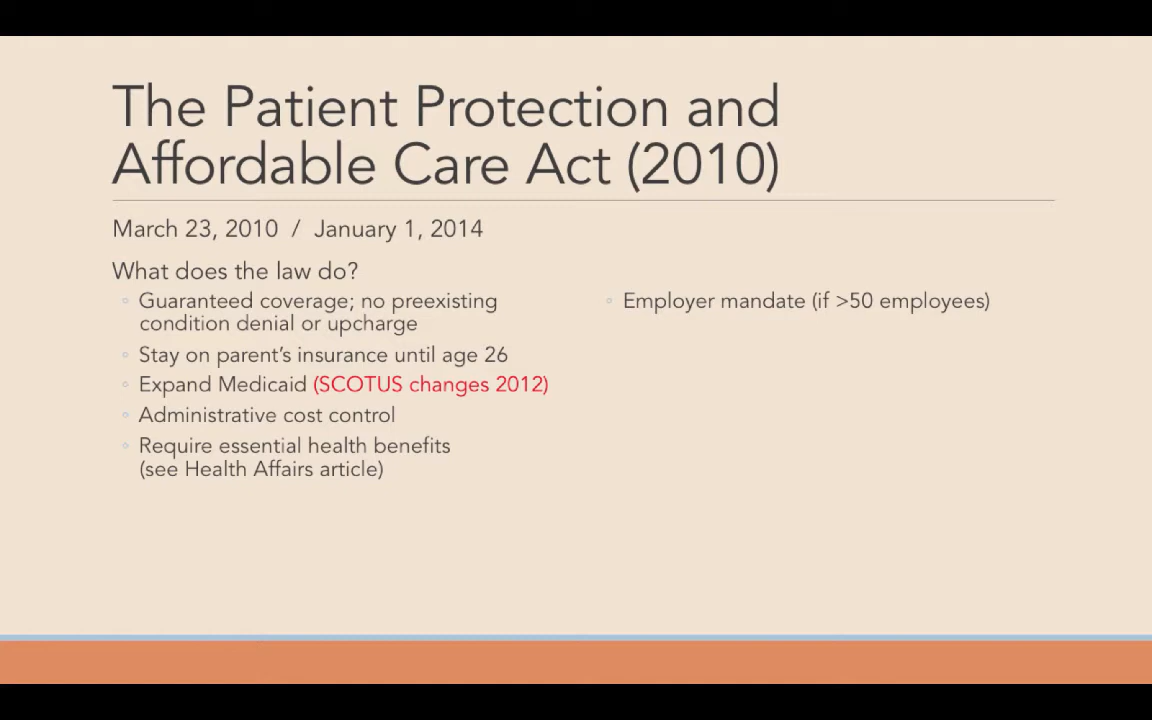 The Patient Protection and
Affordable Care Act (2010)
March 23, 2010 / January 1, 2014
What does the law do?
◦ Guaranteed coverage; no preexisting
condition denial or upcharge
◦ Stay on parent’s insurance until age 26
◦ Expand Medicaid (SCOTUS changes 2012)
◦ Administrative cost control
◦ Require essential health benefits
(see Health Affairs article)
◦ Employer mandate (if >50 employees)